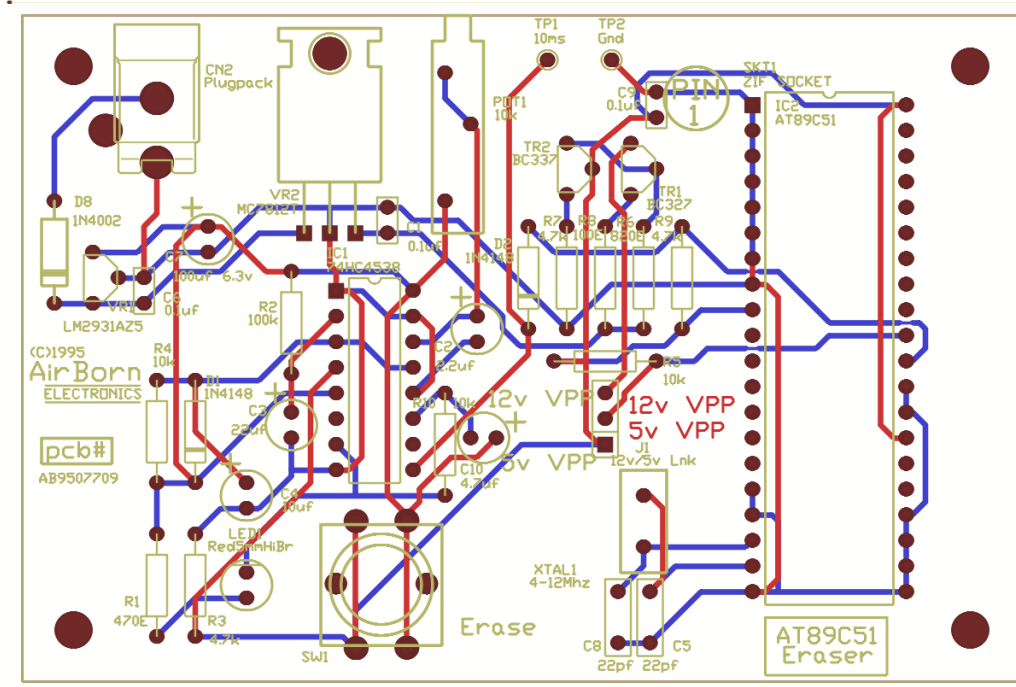 TP1
10ms
TP2
Gnd
CN2
Plugpack
SKT1
ZIF SOCKET
PIN
1
C9
0.1uf
POT1
10k
IC2
AT89C51
TR2
BC337
TR1
BC327
D8
1N4002
VR2
MC7812T
C1
0.1uf
IC1
74HC4538
D2
1N4148
R7
4.7k
R8
100E
R6
820E
R9
4.7k
C7
100uf 6.3v
C6
0.1uf
VR1
LM2931AZ5
R2
100k
C2
2.2uf
(C)1995
AirBorn
ELECTRONICS
R4
10k
D1
1N4148
C3
22uf
R10 10k
R5
10k
12v VPP
5v VPP
12v VPP
5v VPP
J1
12v/5v Lnk
pcb#
AB9507709
C4
10uf
C10
4.7uf
LED1
Red5mmHiBr
XTAL1
4-12Mhz
R1
470E
R3
4.7k
SW1
Erase
C8
22pf
C5
22pf
AT89C51
Eraser